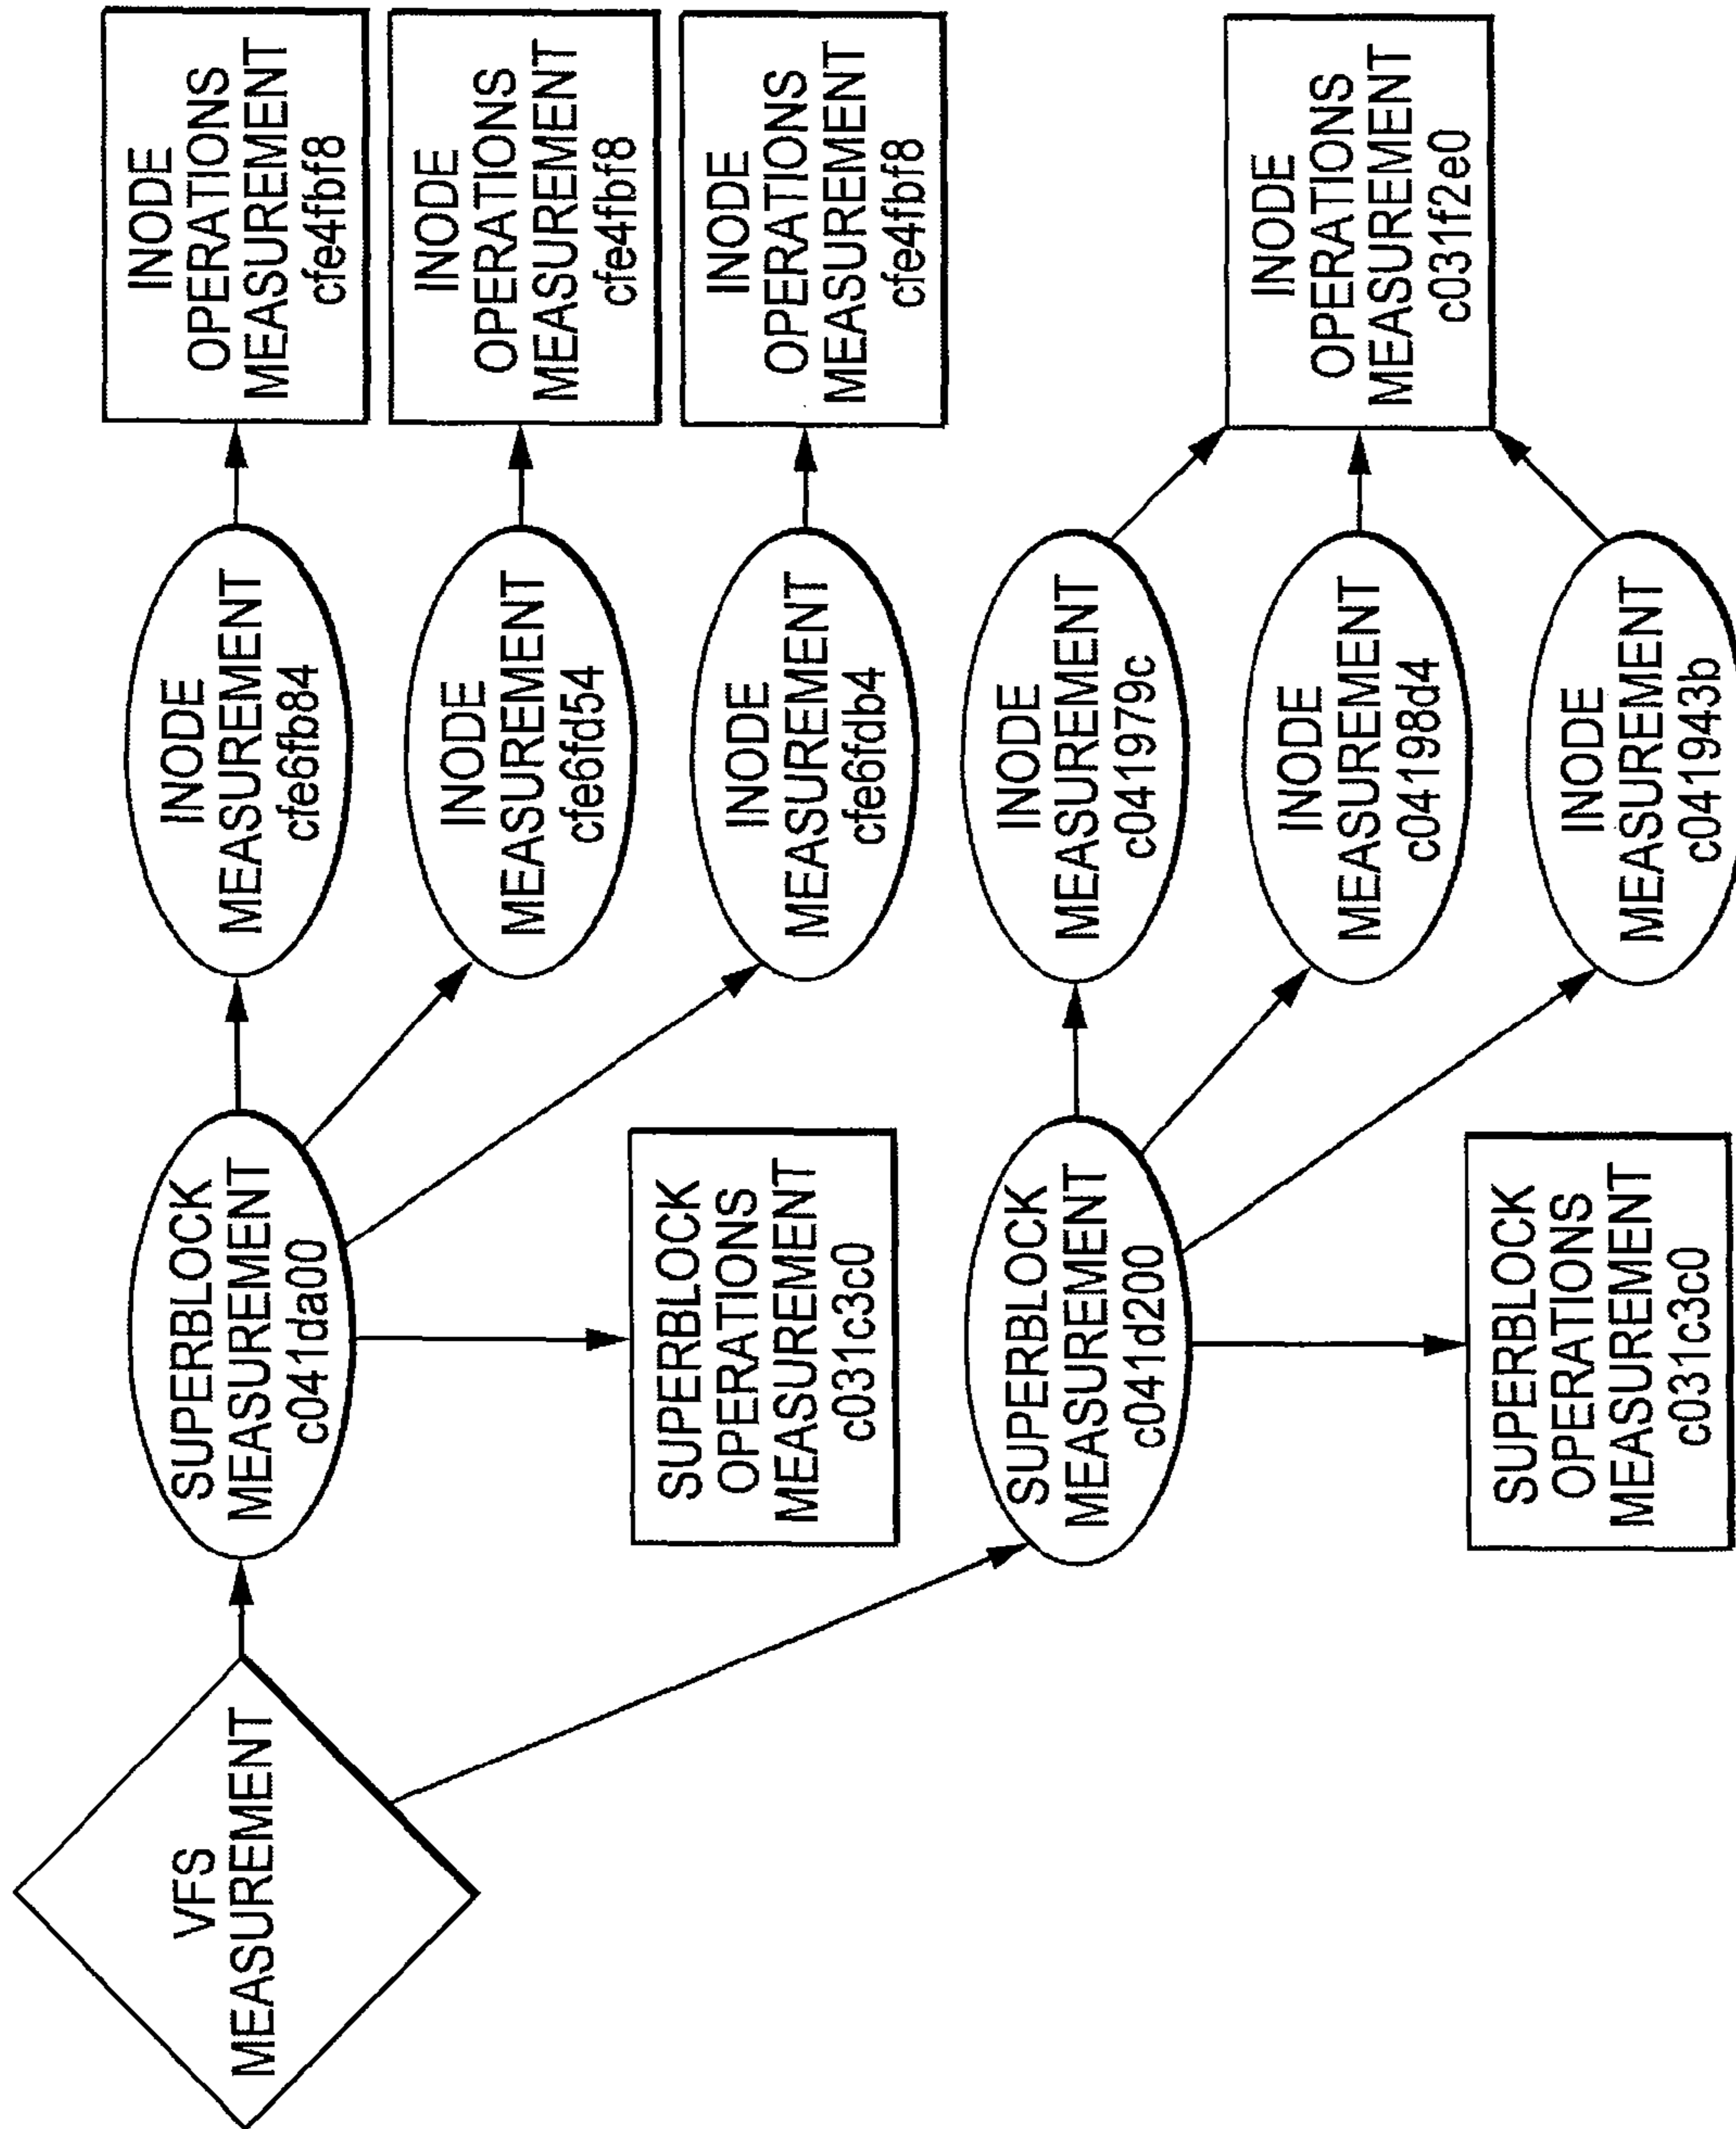 VFS
MEASUREMENT
SUPERBLOCK
MEASUREMENT
c041da00
INODE
MEASUREMENT
cfe6fb84
INODE
OPERATIONS
MEASUREMENT
cfe4fbf8
INODE
MEASUREMENT
cfe6fd54
INODE
OPERATIONS
MEASUREMENT
cfe4fbf8
SUPERBLOCK
OPERATIONS
MEASUREMENT
c031c3c0
INODE
MEASUREMENT
cfe6fdb4
INODE
OPERATIONS
MEASUREMENT
cfe4fbf8
SUPERBLOCK
MEASUREMENT
c041d200
INODE
MEASUREMENT
c041979c
INODE
MEASUREMENT
c04198d4
INODE
OPERATIONS
MEASUREMENT
c031f2e0
SUPERBLOCK
OPERATIONS
MEASUREMENT
c031c3c0
INODE
MEASUREMENT
c041943b